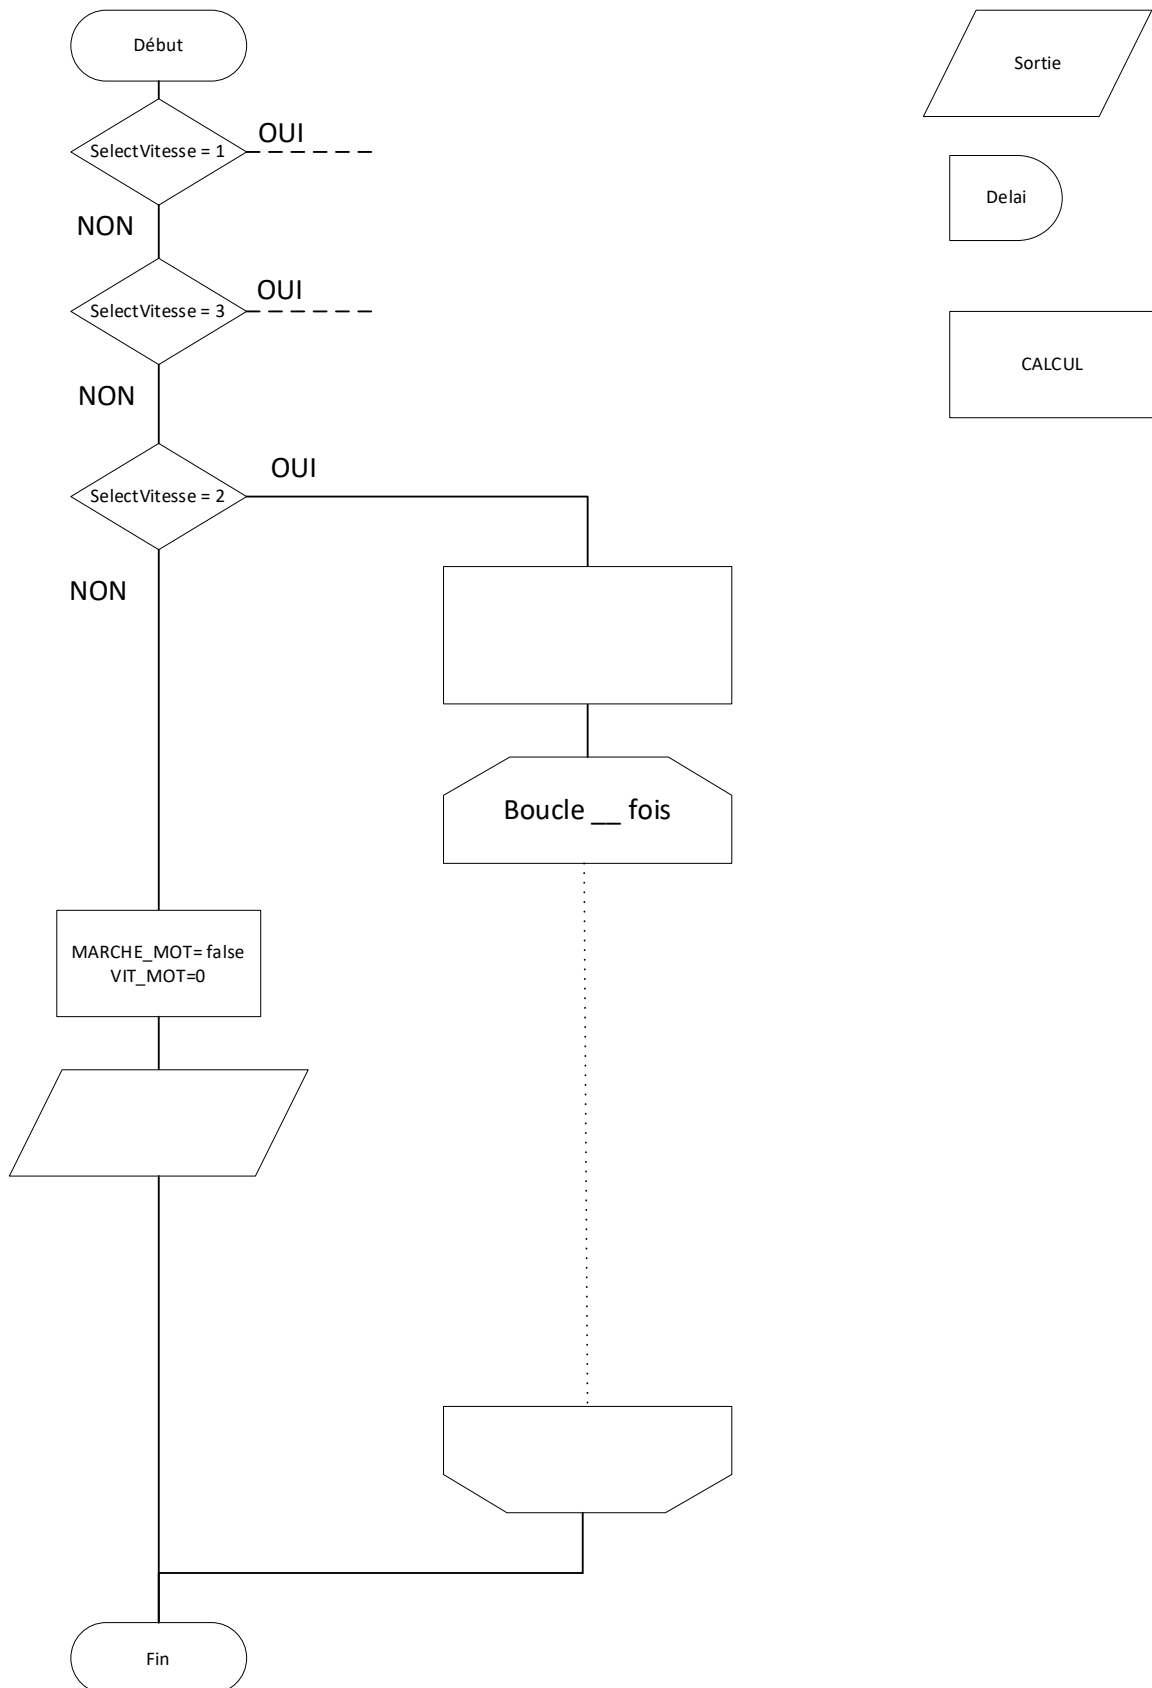 Début
SelectVitesse = 1
OUI
NON
SelectVitesse = 3
OUI
NON
SelectVitesse = 2
OUI
NON
Boucle __ fois
MARCHE_MOT= false
VIT_MOT=0
Fin
Sortie
Delai
CALCUL